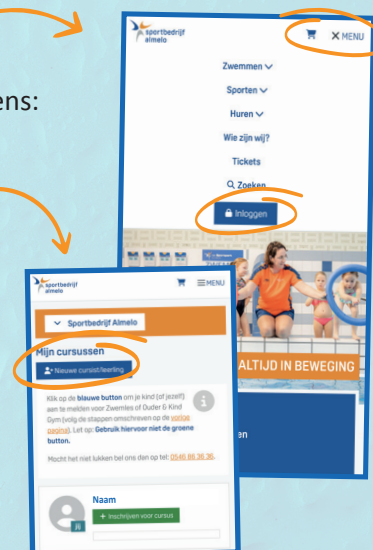 ens:
sportbedrijf
almelo
X MENU
Zwemmen
Sporten
Huren
Wie zijn wij?
Tickets
Zoeken
Inloggen
ALTIJD IN BEWEGING
en
sportbedrijf
almelo
MENU
Sportbedrijf Almelo
Mijn cursussen
Nieuwe cursist/leerling
Klik op de blauwe button om je kind (of jezelf)
aan te melden voor Zwemles of Ouder & Kind
Gym (volg de stappen omschreven op de vorige
pagina). Let op: Gebruik hiervoor niet de groene
button.
Mocht het niet lukken bel ons dan op tel: 0546 86 36 36.
Naam
jij
+ Inschrijven voor cursus